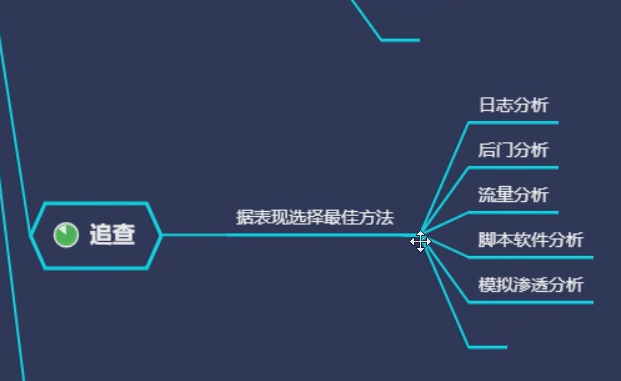 日志分析
后门分析
流量分析
据表现选择最佳方法
追查
脚本软件分析
模拟渗透分析